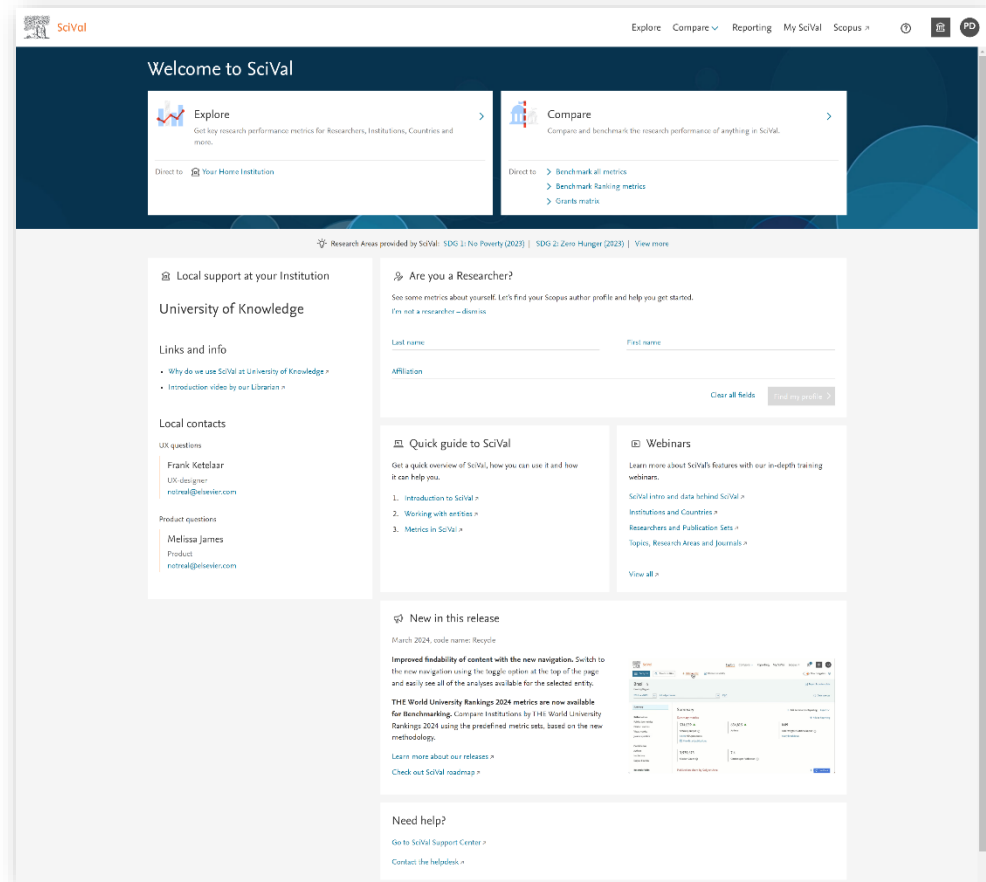 SciVal
Explore Compare Reporting My SciVal Scopus
PD
Welcome to SciVal
Explore
Get key research performance metrics for Researchers, Institutions, Countries and
more.
Direct to Your Home Institution
Compare
Compare and benchmark the research performance of anything in SciVal.
Direct to Benchmark all metrics
Benchmark Ranking metrics
Grants matrix
Research Areas provided by SciVal: SDG 1: No Poverty (2023) | SDG 2: Zero Hunger (2023) | View more
Local support at your Institution
University of Knowledge
Links and info
Why do we use SciVal at University of Knowledge
Introduction video by our Librarian
Local contacts
UX questions
Frank Ketelaar
UX-designer
notreal@elsevier.com
Product questions
Melissa James
Product
notreal@elsevier.com
Are you a Researcher?
See some metrics about yourself. Let's find your Scopus author profile and help you get started.
I'm not a researcher – dismiss
Last name
First name
Affiliation
Clear all fields
Find my profile
Quick guide to SciVal
Get a quick overview of SciVal, how you can use it and how
it can help you.
1. Introduction to SciVal
2. Working with entities
3. Metrics in SciVal
Webinars
Learn more about SciVal's features with our in-depth training
webinars.
SciVal intro and data behind SciVal
Institutions and Countries
Researchers and Publication Sets
Topics, Research Areas and Journals
View all
New in this release
March 2024, code name: Recycle
Improved findability of content with the new navigation. Switch to
the new navigation using the toggle option at the top of the page
and easily see all of the analyses available for the selected entity.
THE World University Rankings 2024 metrics are now available
for Benchmarking. Compare Institutions by THE World University
Rankings 2024 using the predefined metric sets, based on the new
methodology.
Learn more about our releases
Check out SciVal roadmap
Summary
Need help?
Go to SciVal Support Center
Contact the helpdesk